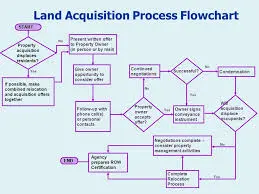 Land Acquisition Process Flowchart
START
Property
acquisition
displaces
residents?
No
Yes
If possible, make
combined relocation
and acquisition offers
together
Present written offer
to Property Owner
(in person or by mail)
Give owner
opportunity to
consider offer
Follow-up with
phone call(s)
or personal
contacts
Continued
negotiations
No
Property
owner
accepts
offer?
Yes
Successful?
Yes
No
Condemnation
Owner signs
conveyance
instrument
Will
acquisition
displace
occupants?
No
Yes
Negotiations complete –
consider property
management activities
Complete
Relocation
Process
Agency
prepares ROW
Certification
END